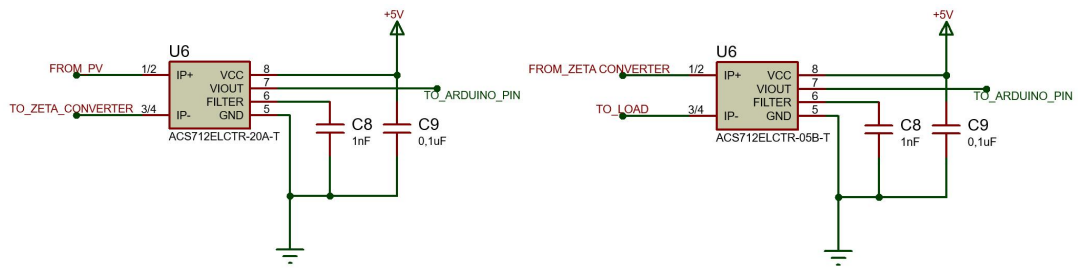 +5V
U6
FROM_PV
1/2
IP+
VCC
8
VIOUT
7
TO_ARDUINO_PIN
FILTER
6
TO_ZETA_CONVERTER
3/4
IP-
GND
5
ACS712ELCTR-20A-T
C8
1nF
C9
0,1uF
+5V
U6
FROM_ZETA CONVERTER
1/2
IP+
VCC
8
VIOUT
7
TO_ARDUINO_PIN
FILTER
6
TO_LOAD
3/4
IP-
GND
5
ACS712ELCTR-05B-T
C8
1nF
C9
0,1uF